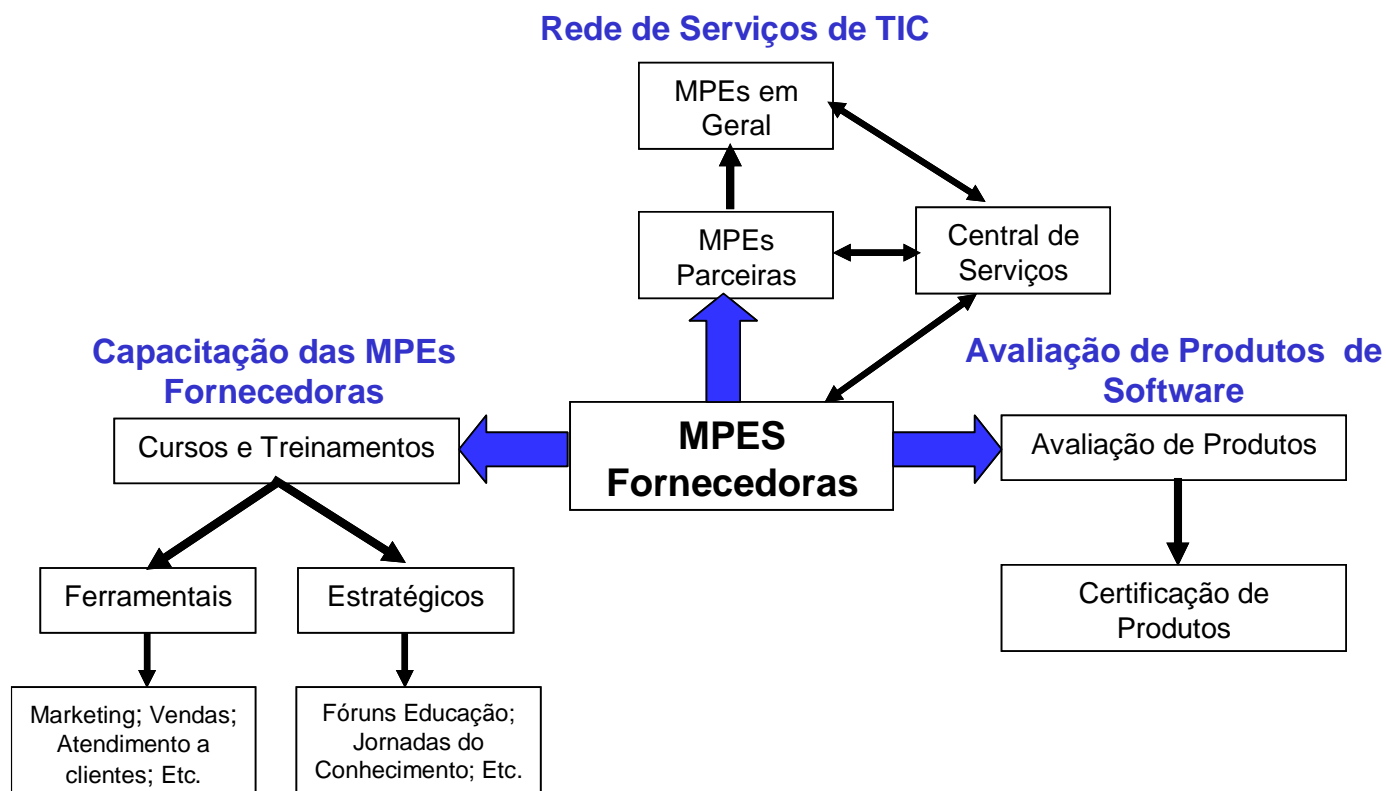 Rede de Serviços de TIC
MPEs em
Geral
MPEs
Parceiras
Central de
Serviços
Capacitação das MPEs
Fornecedoras
Avaliação de Produtos de
Software
Cursos e Treinamentos
MPES
Fornecedoras
Avaliação de Produtos
Ferramentais
Estratégicos
Certificação de
Produtos
Marketing; Vendas;
Atendimento a
clientes; Etc.
Fóruns Educação;
Jornadas do
Conhecimento; Etc.